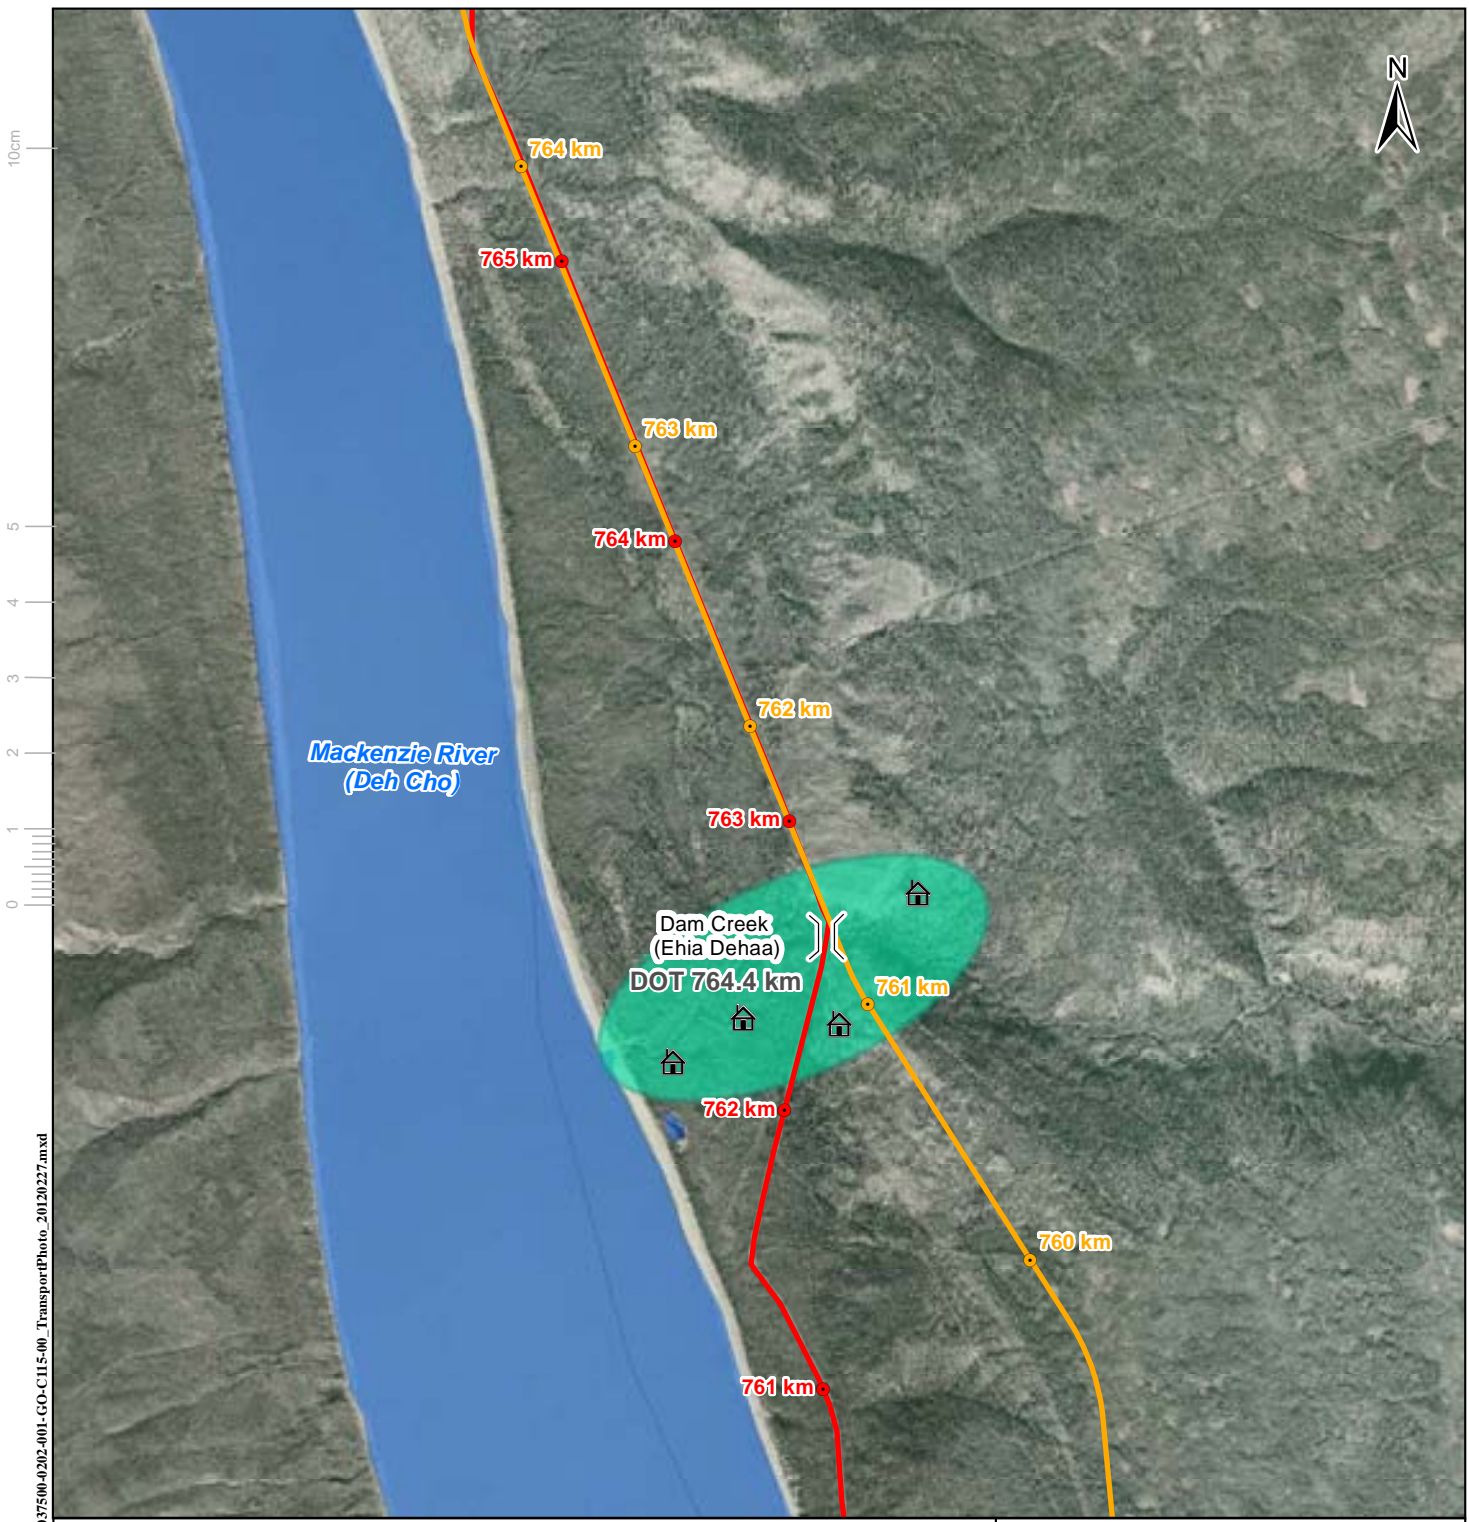 N
10cm
764 km
765 km
763 km
5
764 km
4
3
762 km
2
Mackenzie River
(Deh Cho)
763 km
1
0
Dam Creek
(Ehia Dehaa)
DOT 764.4 km
761 km
762 km
760 km
761 km
037500-0202-001-GO-C115-00_TransportPhoto_20120227.mxd